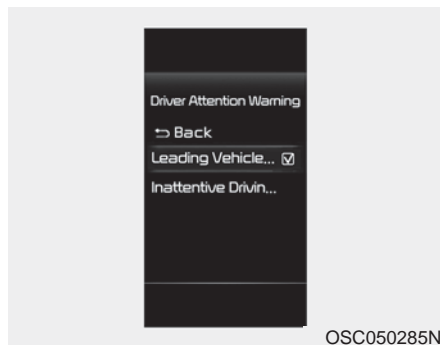 Driver Attention Warning
Back
Leading Vehicle...
Inattentive Drivin...
OSC050285N